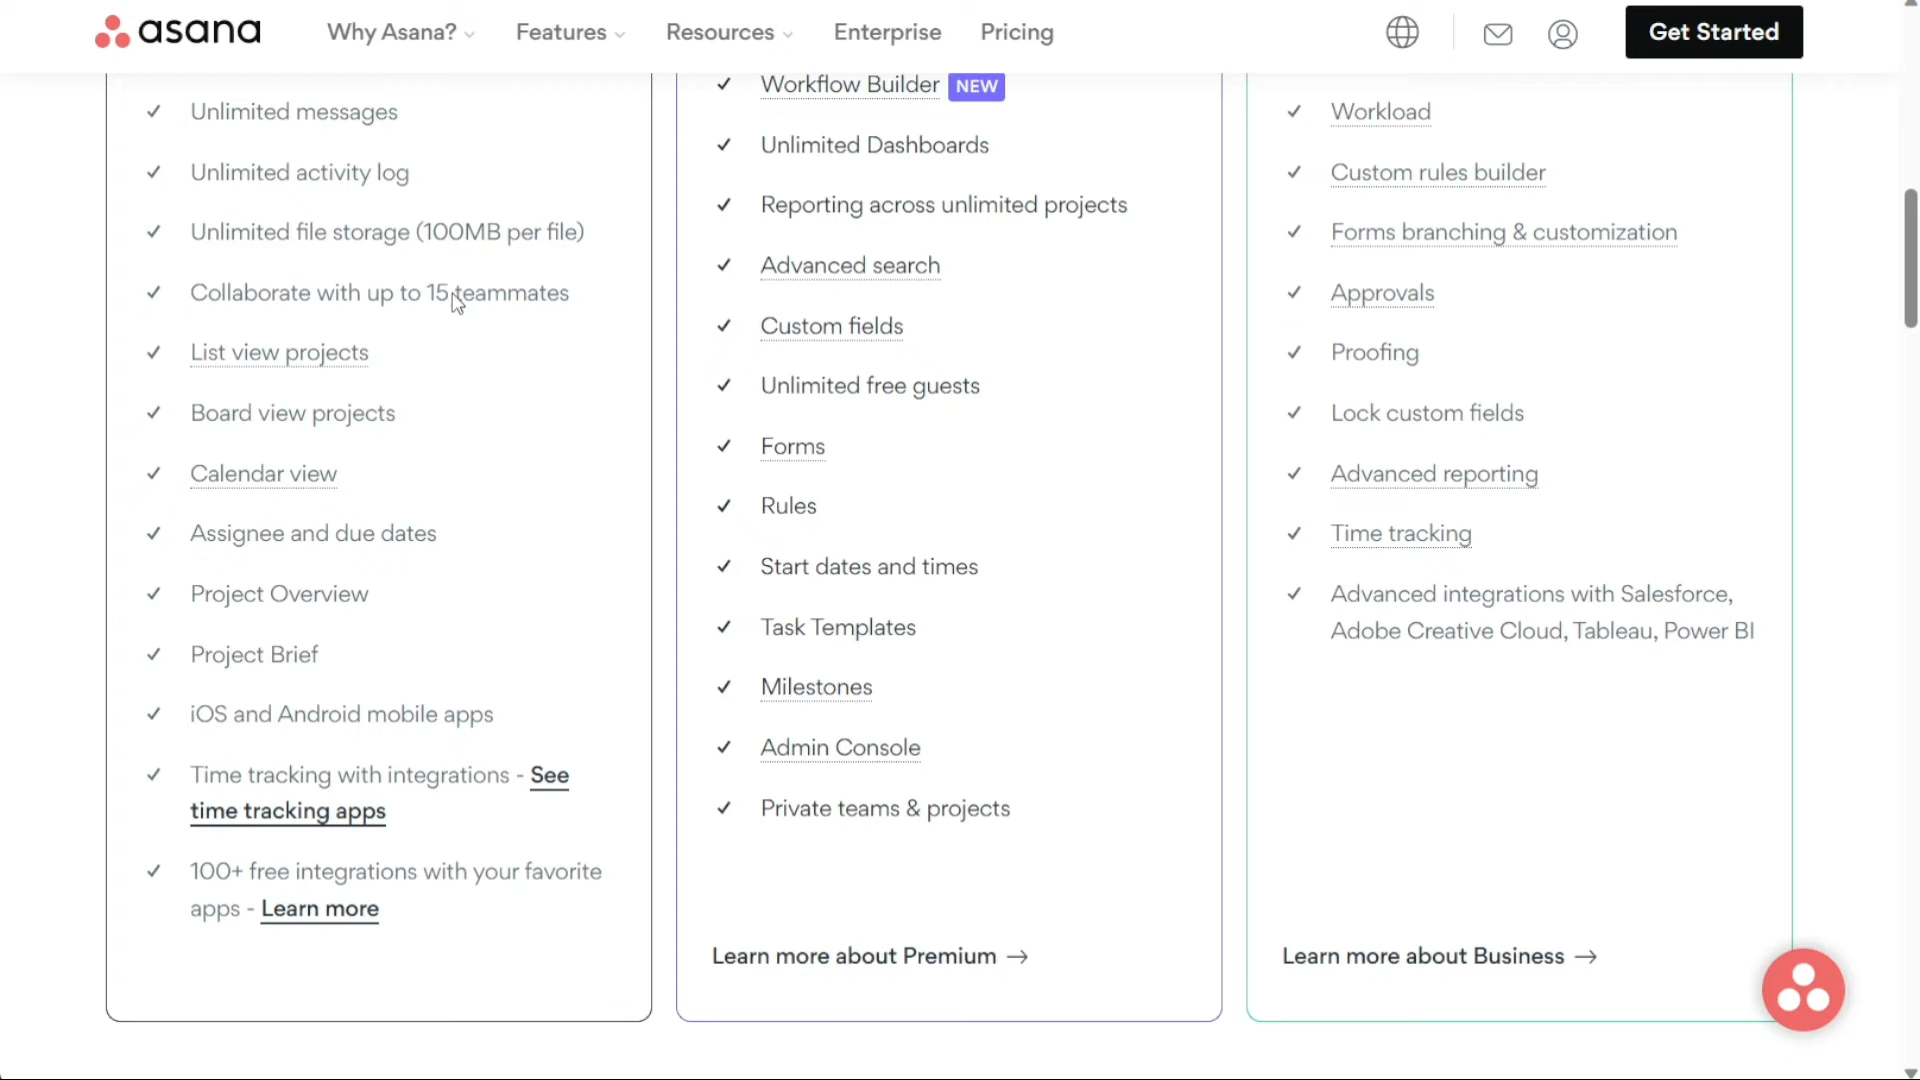 asana
Why Asana?
Features
Resources
Enterprise
Pricing
Get Started
Unlimited messages
Unlimited activity log
Unlimited file storage (100MB per file)
Collaborate with up to 15 teammates
List view projects
Board view projects
Calendar view
Assignee and due dates
Project Overview
Project Brief
iOS and Android mobile apps
Time tracking with integrations - See
time tracking apps
100+ free integrations with your favorite
apps - Learn more
Workflow Builder NEW
Unlimited Dashboards
Reporting across unlimited projects
Advanced search
Custom fields
Unlimited free guests
Forms
Rules
Start dates and times
Task Templates
Milestones
Admin Console
Private teams & projects
Learn more about Premium →
Workload
Custom rules builder
Forms branching & customization
Approvals
Proofing
Lock custom fields
Advanced reporting
Time tracking
Advanced integrations with Salesforce,
Adobe Creative Cloud, Tableau, Power BI
Learn more about Business →